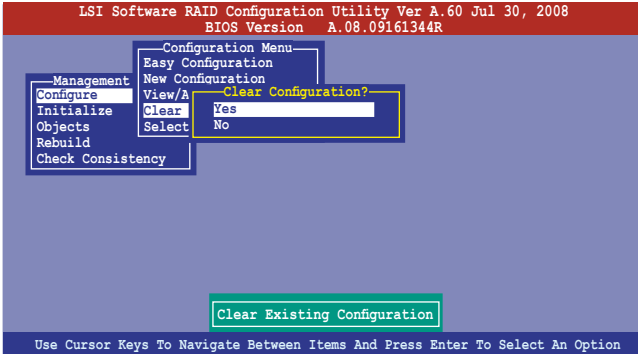 LSI Software RAID Configuration Utility Ver A.60 Jul 30, 2008
BIOS Version A.08.09161344R
Configuration Menu
Easy Configuration
New Configuration
View/A
Clear
Select
Management
Configure
Initialize
Objects
Rebuild
Check Consistency
Clear Configuration?
Yes
No
Clear Existing Configuration
Use Cursor Keys To Navigate Between Items And Press Enter To Select An Option